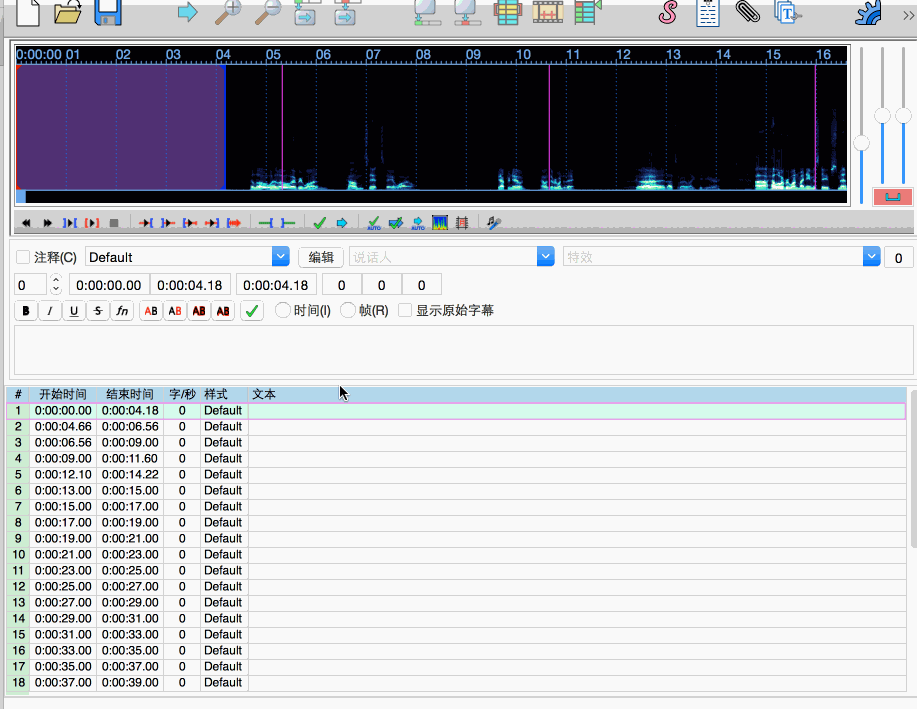 0:00:00 01 02 03 04 05 06 07 08 09 10 11 12 13 14 15 16
AUTO AUTO
注释(C) Default 编辑 说话人 特效 0
0 0:00:00.00 0:00:04.18 0:00:04.18 0 0 0
B I U S fn AB AB AB AB 时间(I) 帧(R) 显示原始字幕
# 开始时间 结束时间 字/秒 样式 文本
1 0:00:00.00 0:00:04.18 0 Default
2 0:00:04.66 0:00:06.56 0 Default
3 0:00:06.56 0:00:09.00 0 Default
4 0:00:09.00 0:00:11.60 0 Default
5 0:00:12.10 0:00:14.22 0 Default
6 0:00:13.00 0:00:15.00 0 Default
7 0:00:15.00 0:00:17.00 0 Default
8 0:00:17.00 0:00:19.00 0 Default
9 0:00:19.00 0:00:21.00 0 Default
10 0:00:21.00 0:00:23.00 0 Default
11 0:00:23.00 0:00:25.00 0 Default
12 0:00:25.00 0:00:27.00 0 Default
13 0:00:27.00 0:00:29.00 0 Default
14 0:00:29.00 0:00:31.00 0 Default
15 0:00:31.00 0:00:33.00 0 Default
16 0:00:33.00 0:00:35.00 0 Default
17 0:00:35.00 0:00:37.00 0 Default
18 0:00:37.00 0:00:39.00 0 Default